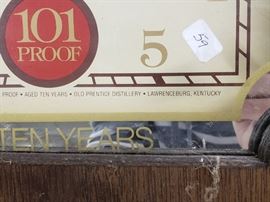 101
PROOF
5
59
PROOF • AGED TEN YEARS • OLD PRENTICE DISTILLERY • LAWRENCEBURG, KENTUCKY
TEN YEARS